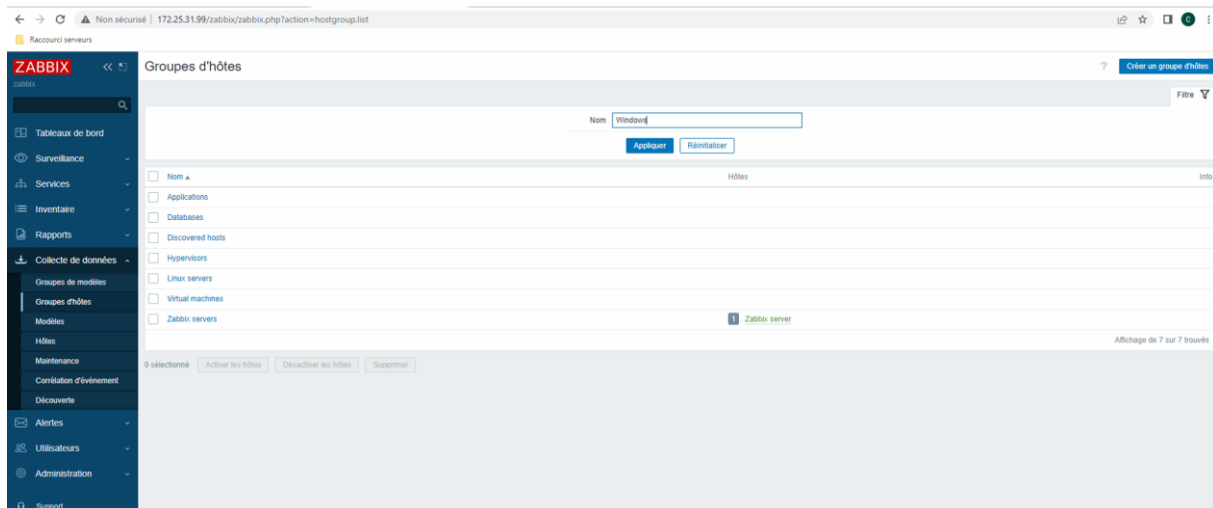 Non sécurisé | 172.25.31.99/zabbix/zabbix.php?action=hostgroup.list
C
Raccourci serveurs
ZABBIX
zabbix
Groupes d'hôtes
? Créer un groupe d'hôtes
Filtre
Nom Windows
Appliquer Réinitialiser
Tableaux de bord
Surveillance
Services
Inventaire
Rapports
Collecte de données
Groupes de modèles
Groupes d'hôtes
Modèles
Hôtes
Maintenance
Corrélation d'évènement
Découverte
Alertes
Utilisateurs
Administration
Support
Nom Hôtes Info
Applications
Databases
Discovered hosts
Hypervisors
Linux servers
Virtual machines
Zabbix servers 1 Zabbix server
Affichage de 7 sur 7 trouvés
0 sélectionné Activer les hôtes Désactiver les hôtes Supprimer